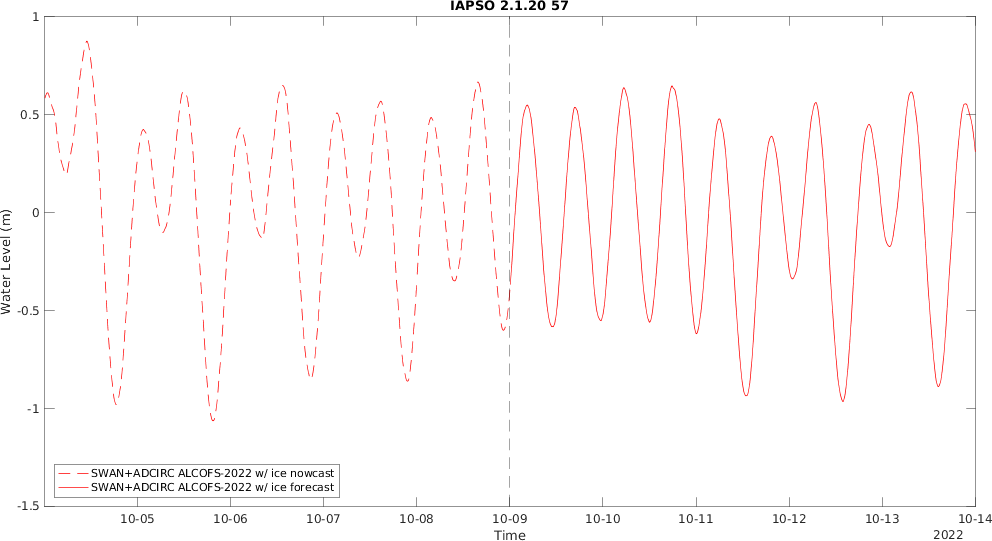 IAPSO 2.1.20 57
1
0.5
0
-0.5
-1
-1.5
Water Level (m)
SWAN+ADCIRC ALCOFS-2022 w/ ice nowcast
SWAN+ADCIRC ALCOFS-2022 w/ ice forecast
10-05 10-06 10-07 10-08 10-09 10-10 10-11 10-12 10-13 10-14
Time
2022